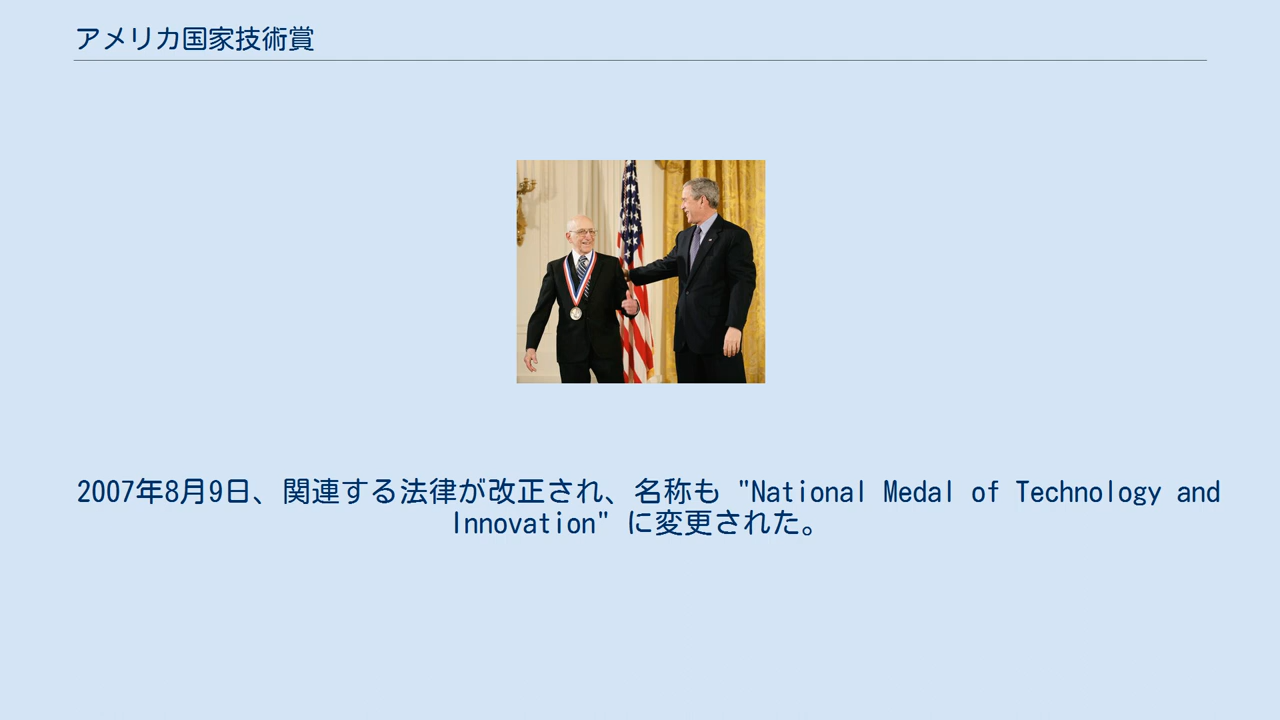 アメリカ国家技術賞
2007年8月9日、関連する法律が改正され、名称も "National Medal of Technology and
Innovation" に変更された。